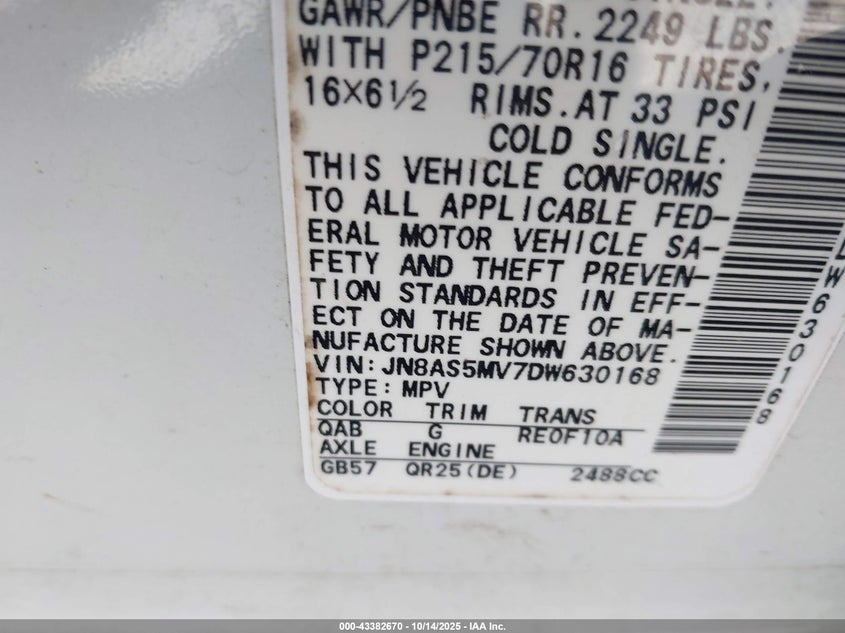 GAWR/PNBE RR. 2249 LBS.
WITH P215/70R16 TIRES,
16X6 1/2 RIMS. AT 33 PSI
COLD SINGLE.
THIS VEHICLE CONFORMS
TO ALL APPLICABLE FED-
ERAL MOTOR VEHICLE SA-
FETY AND THEFT PREVEN-
TION STANDARDS IN EFF-
ECT ON THE DATE OF MA-
NUFACTURE SHOWN ABOVE.
VIN: JN8AS5MV7DW630168
TYPE: MPV
COLOR TRIM TRANS
QAB G RE0F10A
AXLE ENGINE
GB57 QR25(DE) 2488CC
W630168
000-43382670 - 10/14/2025 - IAA Inc.